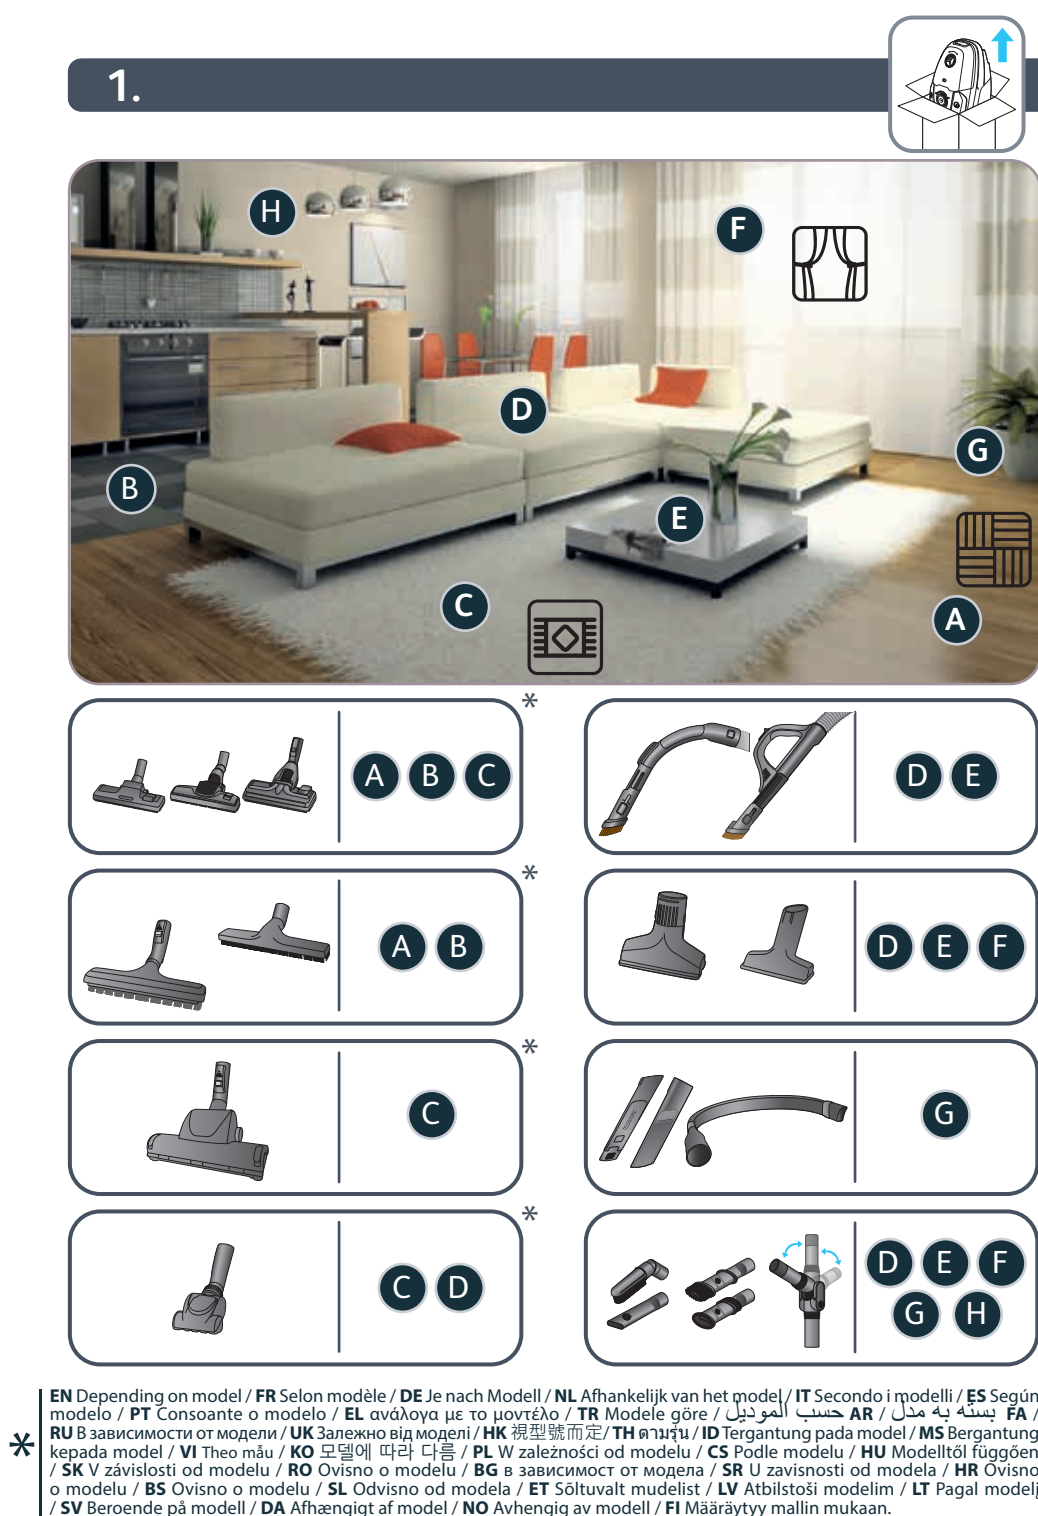 1.
H
F
D
G
B
E
C
A
A B C
D E
A B
D E F
C
G
C D
D E F
G H
* EN Depending on model / FR Selon modèle / DE Je nach Modell / NL Afhankelijk van het model / IT Secondo i modelli / ES Según
modelo / PT Consoante o modelo / EL ανάλογα με το μοντέλο / TR Modele göre / حسب الموديل AR / بسته به مدل FA /
RU В зависимости от модели / UK Залежно від моделі / HK 視型號而定 / TH ตามรุ่น / ID Tergantung pada model / MS Bergantung
kepada model / VI Theo mẫu / KO 모델에 따라 다름 / PL W zależności od modelu / CS Podle modelu / HU Modelltől függően
/ SK V závislosti od modelu / RO Ovisno o modelu / BG в зависимост от модела / SR U zavisnosti od modela / HR Ovisno
o modelu / BS Ovisno o modelu / SL Odvisno od modela / ET Sõltuvalt mudelist / LV Atbilstoši modelim / LT Pagal modelį
/ SV Beroende på modell / DA Afhængigt af model / NO Avhengig av modell / FI Määräytyy mallin mukaan.